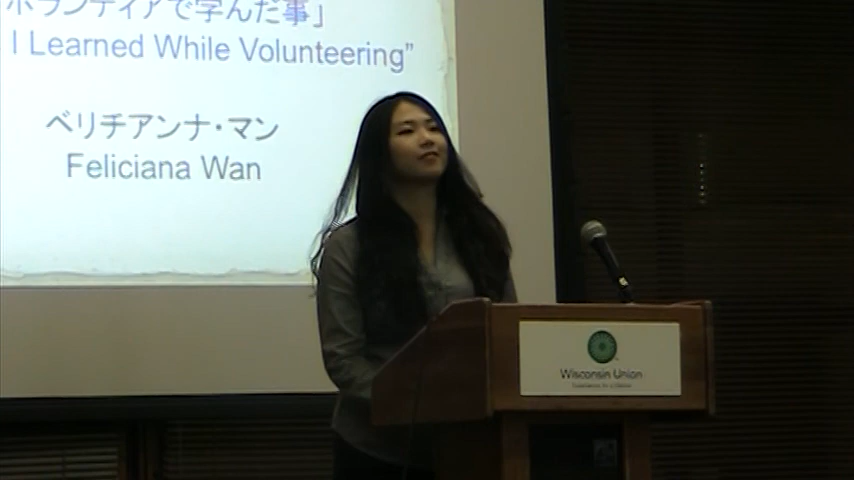 ボランティアで学んだ事」
I Learned While Volunteering”
ベリチアンナ・マン
Feliciana Wan
Wisconsin Union